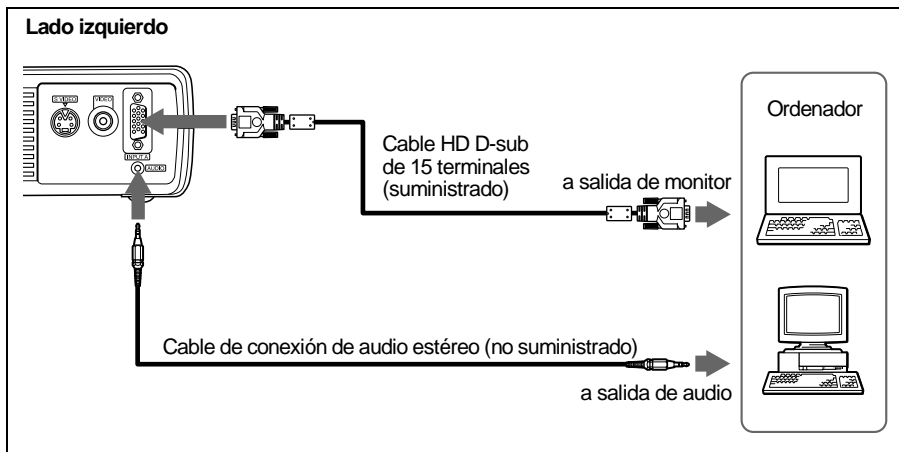 Lado izquierdo
S VIDEO
VIDEO
INPUT A
AUDIO
Ordenador
Cable HD D-sub
de 15 terminales
(suministrado)
a salida de monitor
Cable de conexión de audio estéreo (no suministrado)
a salida de audio